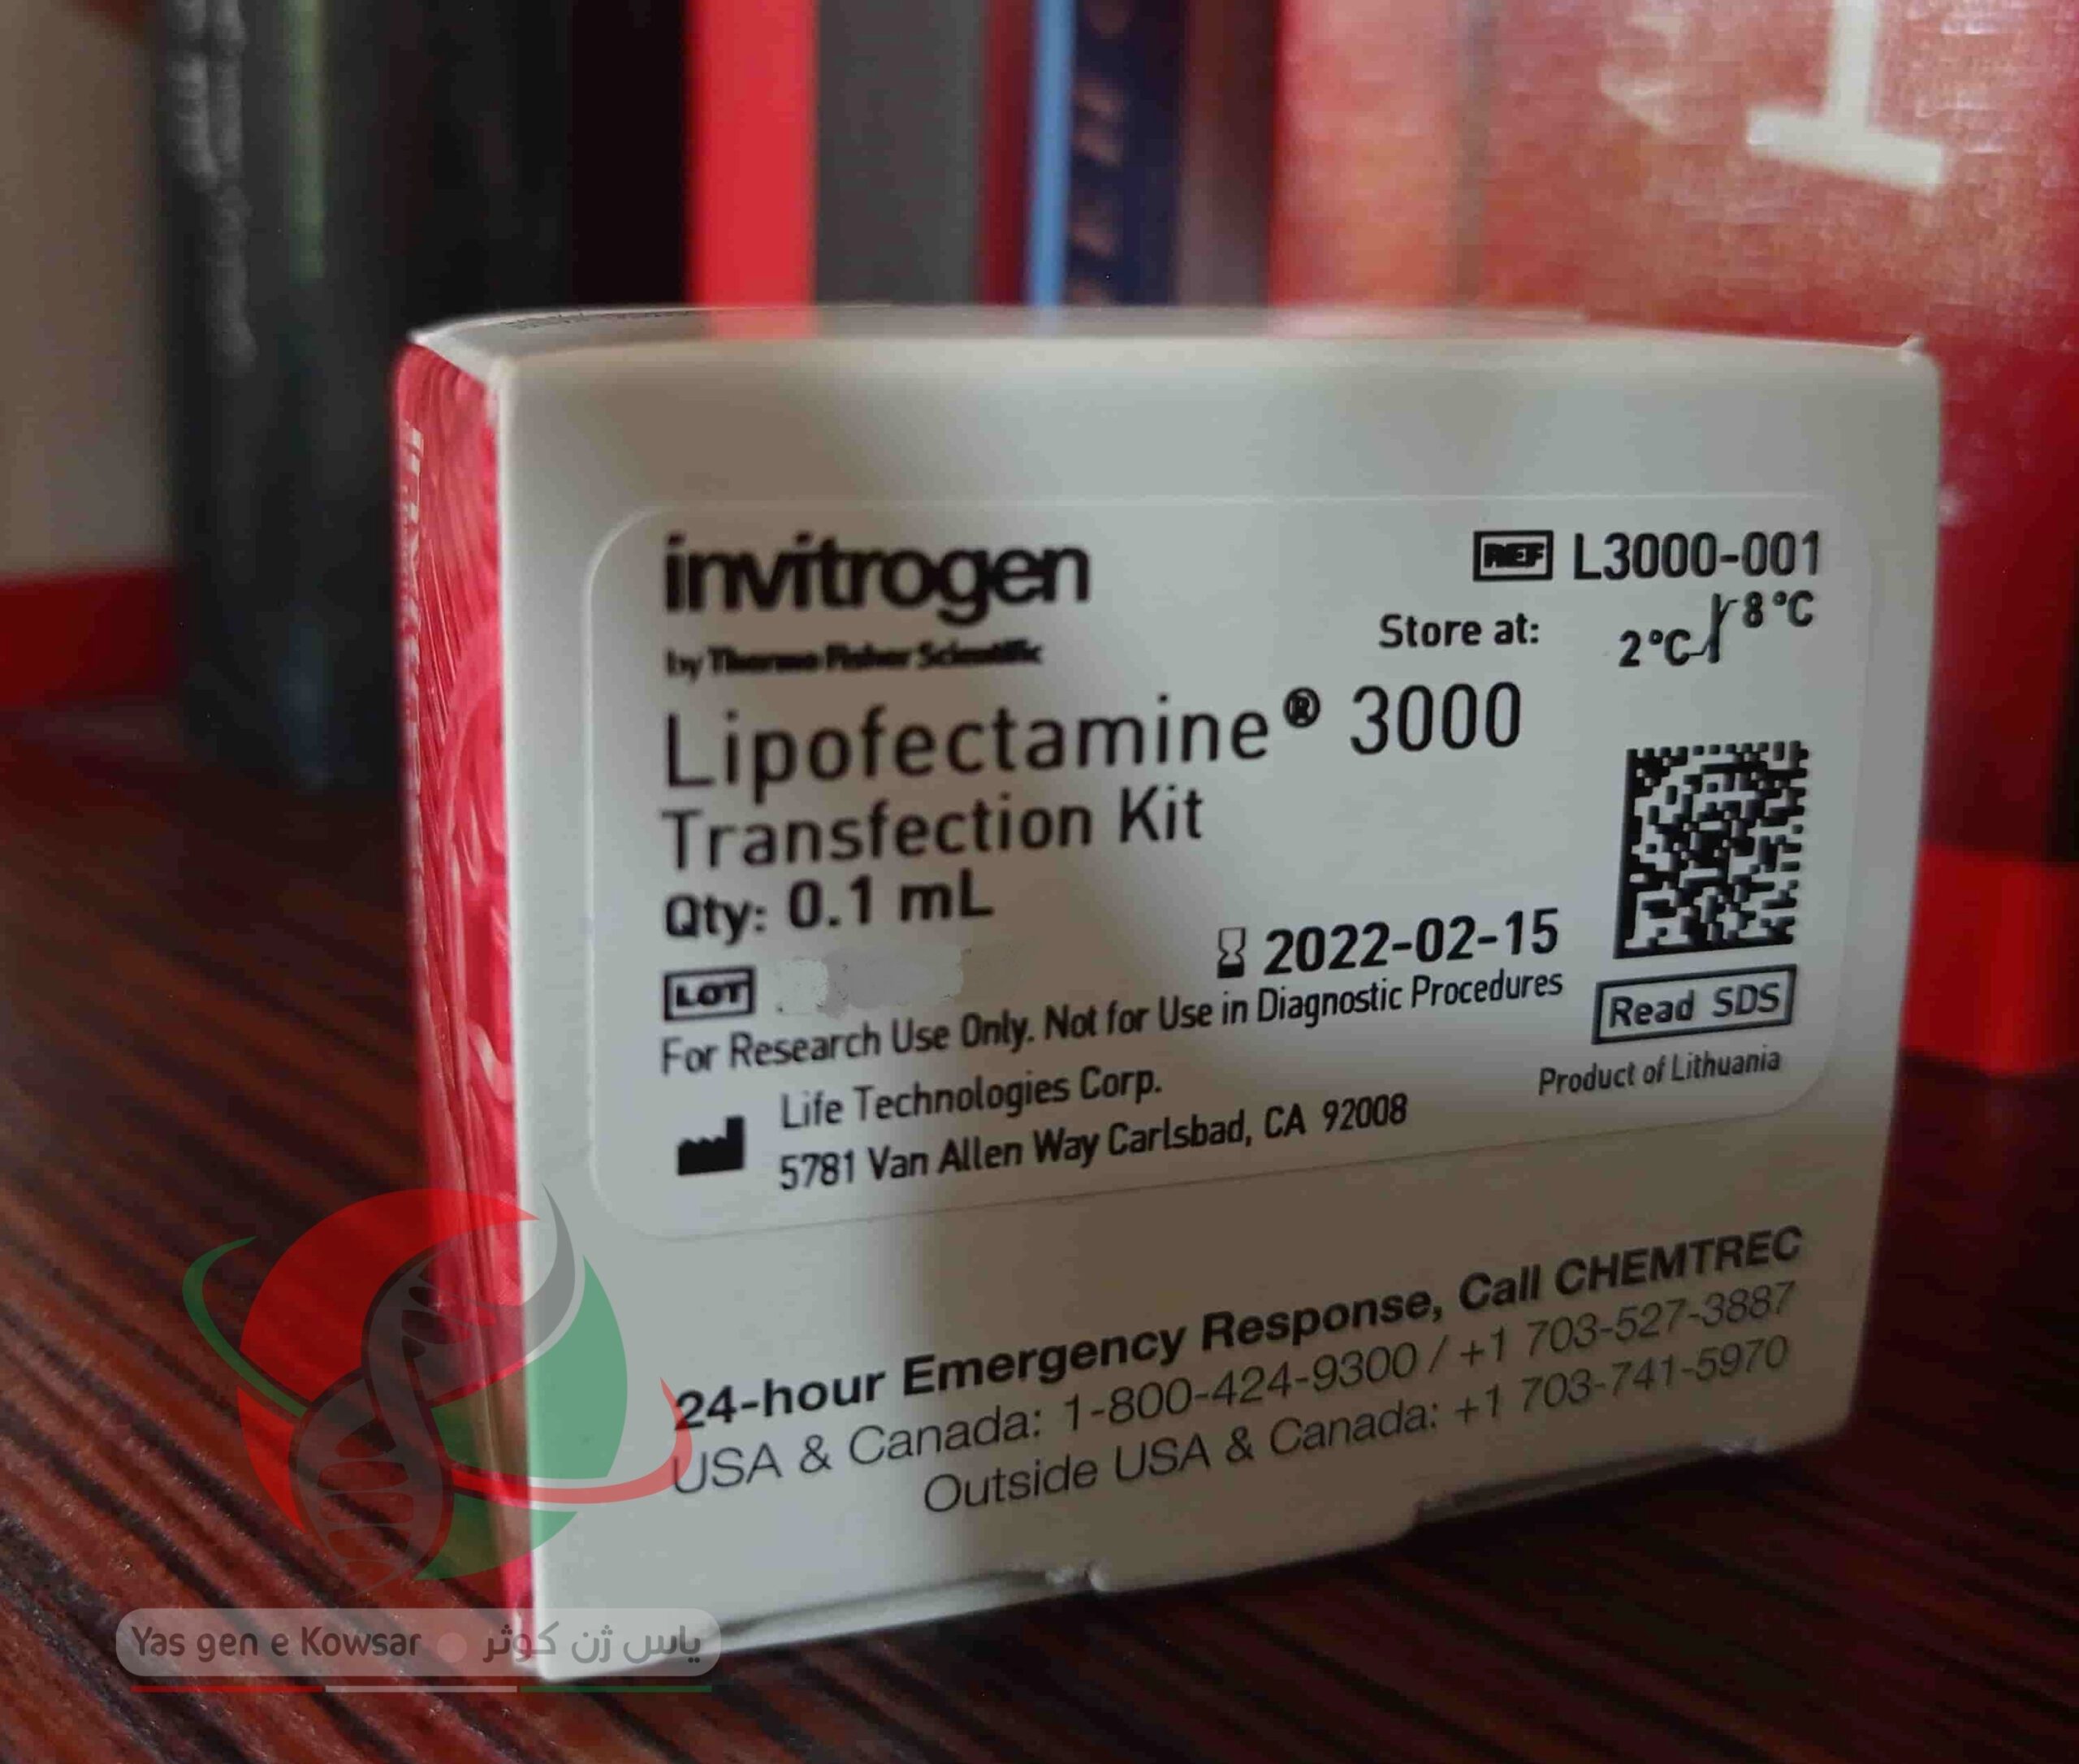 invitrogen
by Thermo Fisher Scientific
REF L3000-001
Store at: 2°C 8°C
Lipofectamine® 3000
Transfection Kit
Qty: 0.1 mL
2022-02-15
LOT
For Research Use Only. Not for Use in Diagnostic Procedures
Read SDS
Life Technologies Corp.
5781 Van Allen Way Carlsbad, CA 92008
Product of Lithuania
24-hour Emergency Response, Call CHEMTREC
USA & Canada: 1-800-424-9300 / +1 703-527-3887
Outside USA & Canada: +1 703-741-5970
Yas gen e Kowsar یاس ژن کوثر